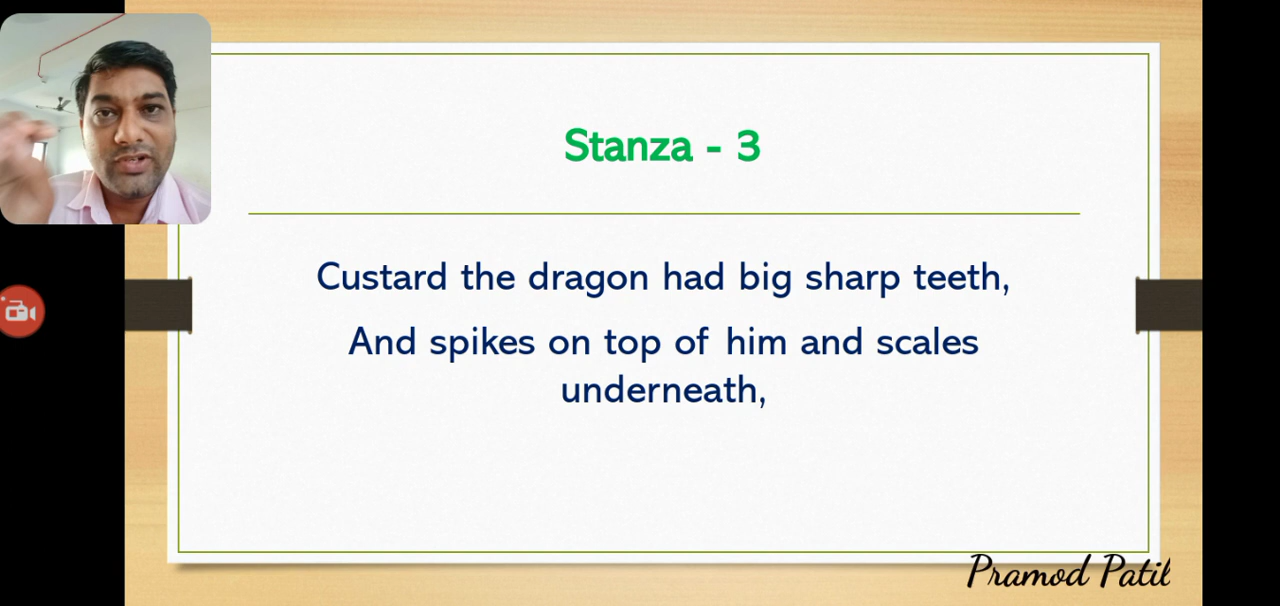 Stanza - 3
Custard the dragon had big sharp teeth,
And spikes on top of him and scales
underneath,
Pramod Patil